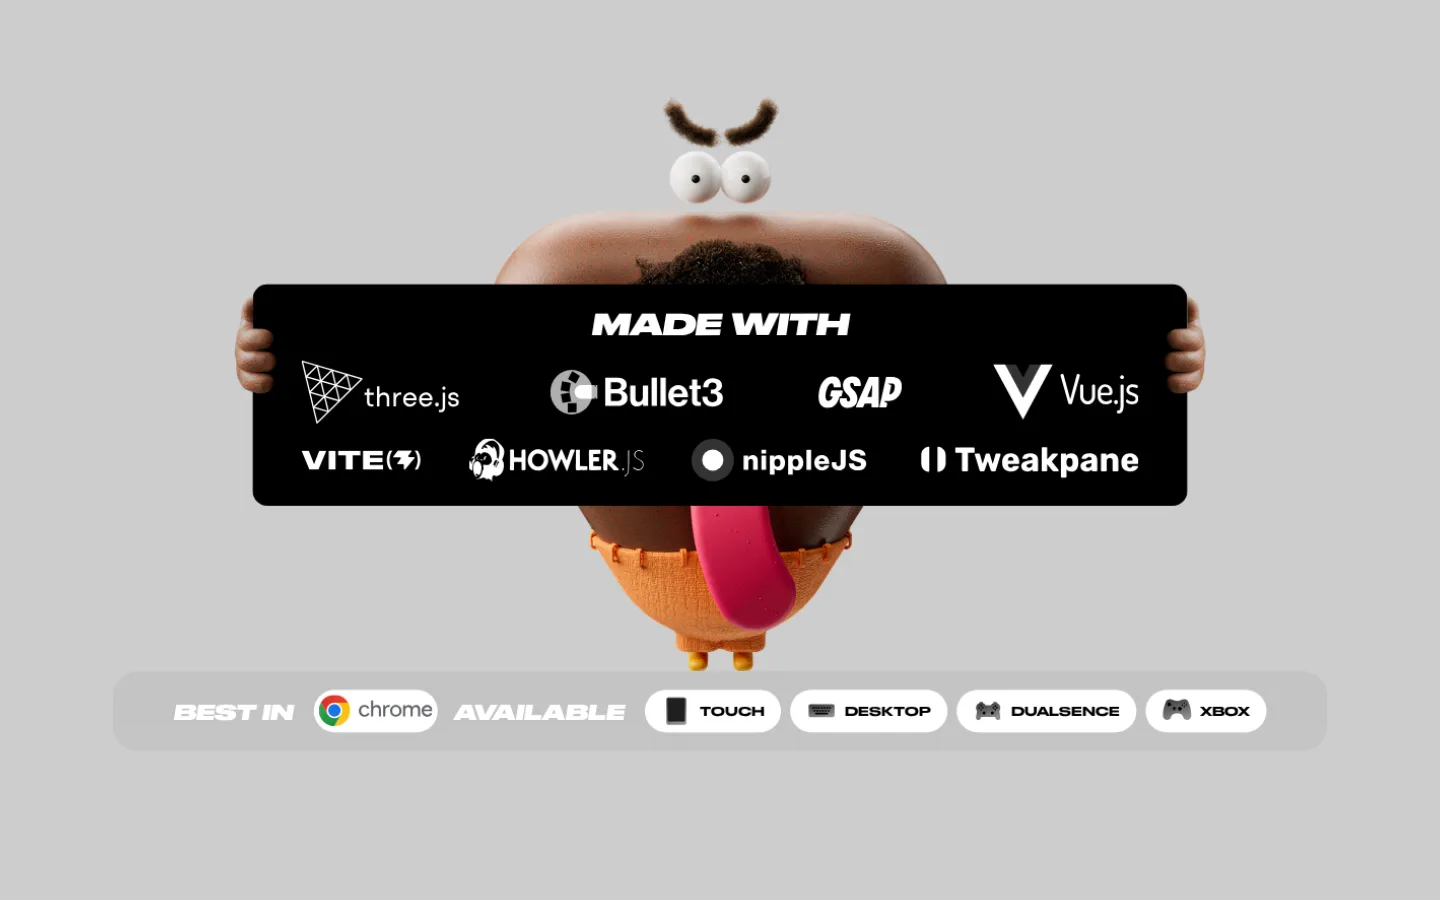 MADE WITH
three.js Bullet3 GSAP Vue.js
VITE HOWLER.JS nippleJS Tweakpane
BEST IN chrome AVAILABLE TOUCH DESKTOP DUALSENCE XBOX